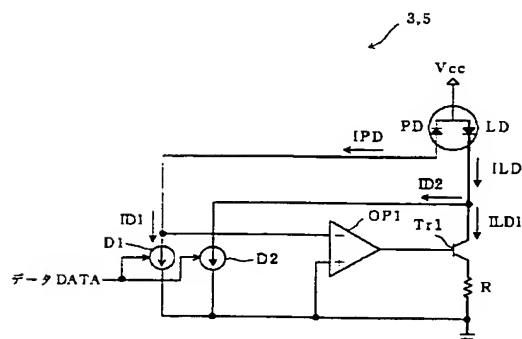 3,5
Vcc
PD
LD
IPD
ILD
ID2
ID1
OP1
Tr1
ILD1
D1
D2
データDATA
R